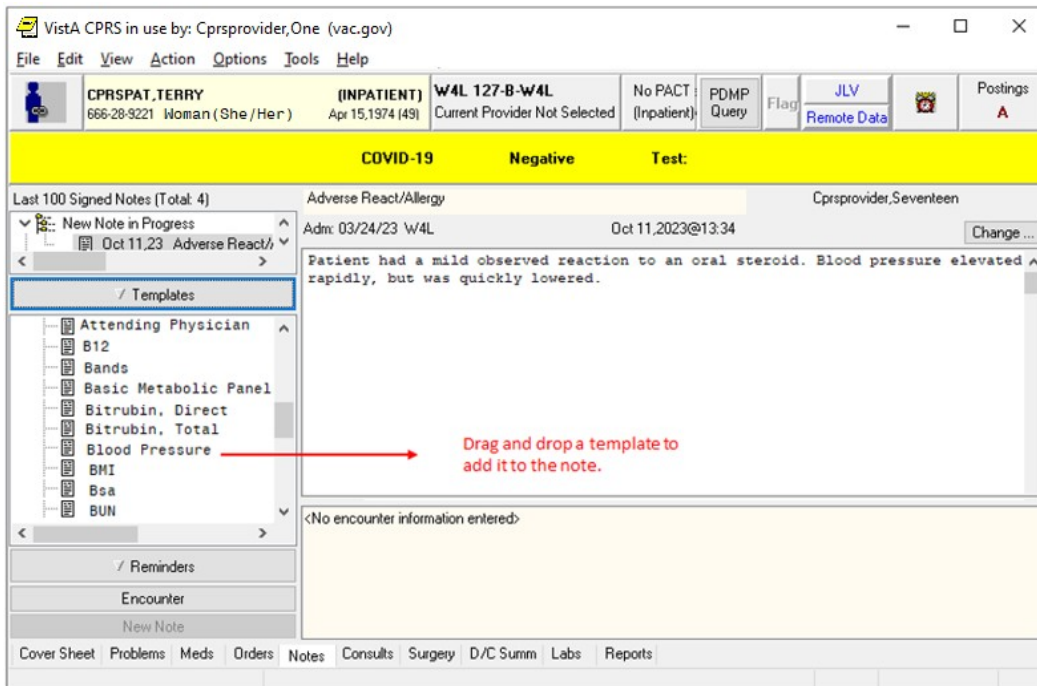 VistA CPRS in use by: Cprsprovider,One (vac.gov)
File Edit View Action Options Tools Help
CPRSPAT,TERRY (INPATIENT)
666-28-9221 Woman(She/Her) Apr 15,1974 (49)
W4L 127-B-W4L
Current Provider Not Selected
No PACT
(Inpatient)
PDMP
Query
Flag
JLV
Remote Data
Postings
A
COVID-19 Negative Test:
Last 100 Signed Notes (Total: 4)
New Note in Progress
Oct 11,23 Adverse React/
Templates
Attending Physician
B12
Bands
Basic Metabolic Panel
Bitrubin, Direct
Bitrubin, Total
Blood Pressure
BMI
Bsa
BUN
Reminders
Encounter
New Note
Adverse React/Allergy Cprsprovider,Seventeen
Adm: 03/24/23 W4L Oct 11,2023@13:34
Change ...
Patient had a mild observed reaction to an oral steroid. Blood pressure elevated
rapidly, but was quickly lowered.
Drag and drop a template to
add it to the note.
<No encounter information entered>
Cover Sheet Problems Meds Orders Notes Consults Surgery D/C Summ Labs Reports